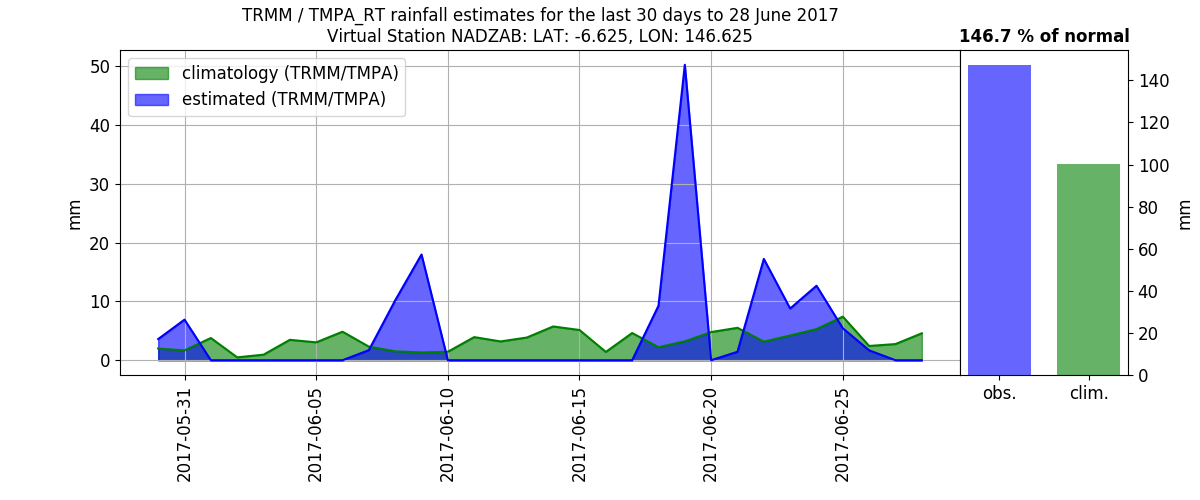 TRMM / TMPA_RT rainfall estimates for the last 30 days to 28 June 2017
Virtual Station NADZAB: LAT: -6.625, LON: 146.625
146.7 % of normal
climatology (TRMM/TMPA)
estimated (TRMM/TMPA)
mm
50
40
30
20
10
0
2017-05-31
2017-06-05
2017-06-10
2017-06-15
2017-06-20
2017-06-25
140
120
100
80
60
40
20
0
mm
obs.
clim.